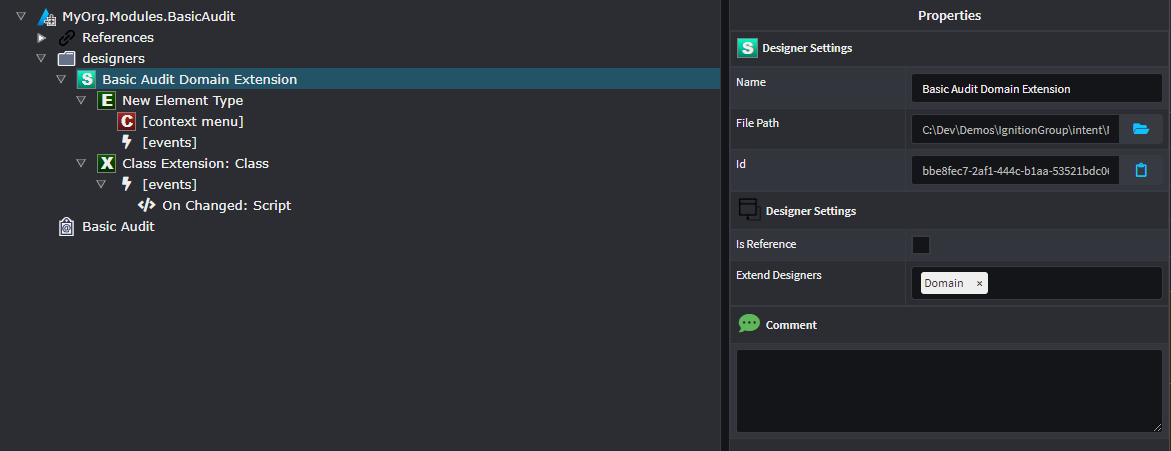 MyOrg.Modules.BasicAudit
References
designers
S Basic Audit Domain Extension
E New Element Type
C [context menu]
[events]
X Class Extension: Class
[events]
On Changed: Script
Basic Audit
Properties
S Designer Settings
Name Basic Audit Domain Extension
File Path C:\Dev\Demos\IgnitionGroup\intent\
Id bbe8fec7-2af1-444c-b1aa-53521bdc0
Designer Settings
Is Reference
Extend Designers Domain ×
Comment